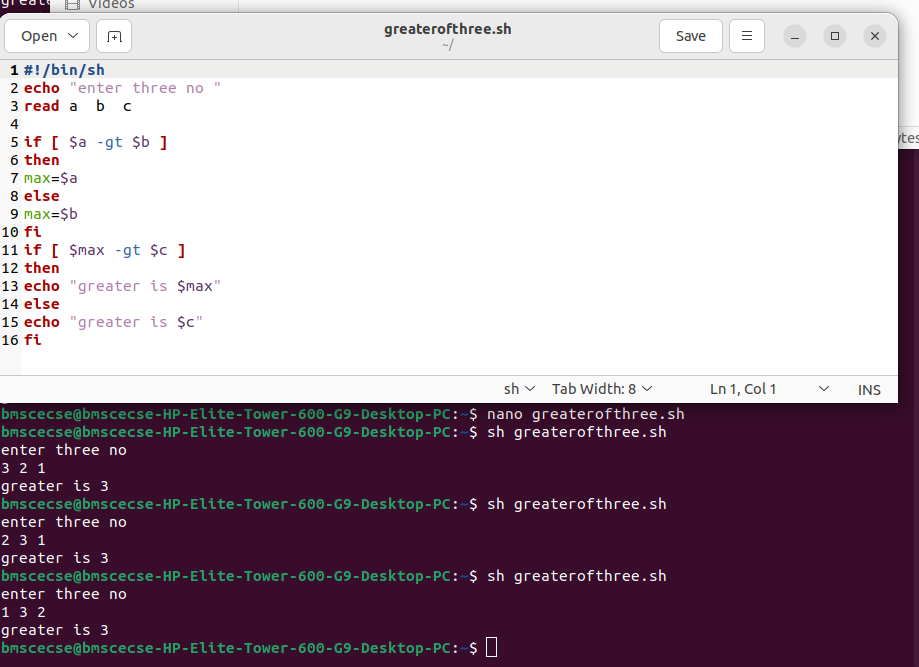 Videos
Open
greaterofthree.sh
~/
Save
1 #!/bin/sh
2 echo "enter three no "
3 read a  b  c
4
5 if [ $a -gt $b ]
6 then
7 max=$a
8 else
9 max=$b
10 fi
11 if [ $max -gt $c ]
12 then
13 echo "greater is $max"
14 else
15 echo "greater is $c"
16 fi
sh Tab Width: 8 Ln 1, Col 1 INS
bmscecse@bmscecse-HP-Elite-Tower-600-G9-Desktop-PC:~$ nano greaterofthree.sh
bmscecse@bmscecse-HP-Elite-Tower-600-G9-Desktop-PC:~$ sh greaterofthree.sh
enter three no
3 2 1
greater is 3
bmscecse@bmscecse-HP-Elite-Tower-600-G9-Desktop-PC:~$ sh greaterofthree.sh
enter three no
2 3 1
greater is 3
bmscecse@bmscecse-HP-Elite-Tower-600-G9-Desktop-PC:~$ sh greaterofthree.sh
enter three no
1 3 2
greater is 3
bmscecse@bmscecse-HP-Elite-Tower-600-G9-Desktop-PC:~$